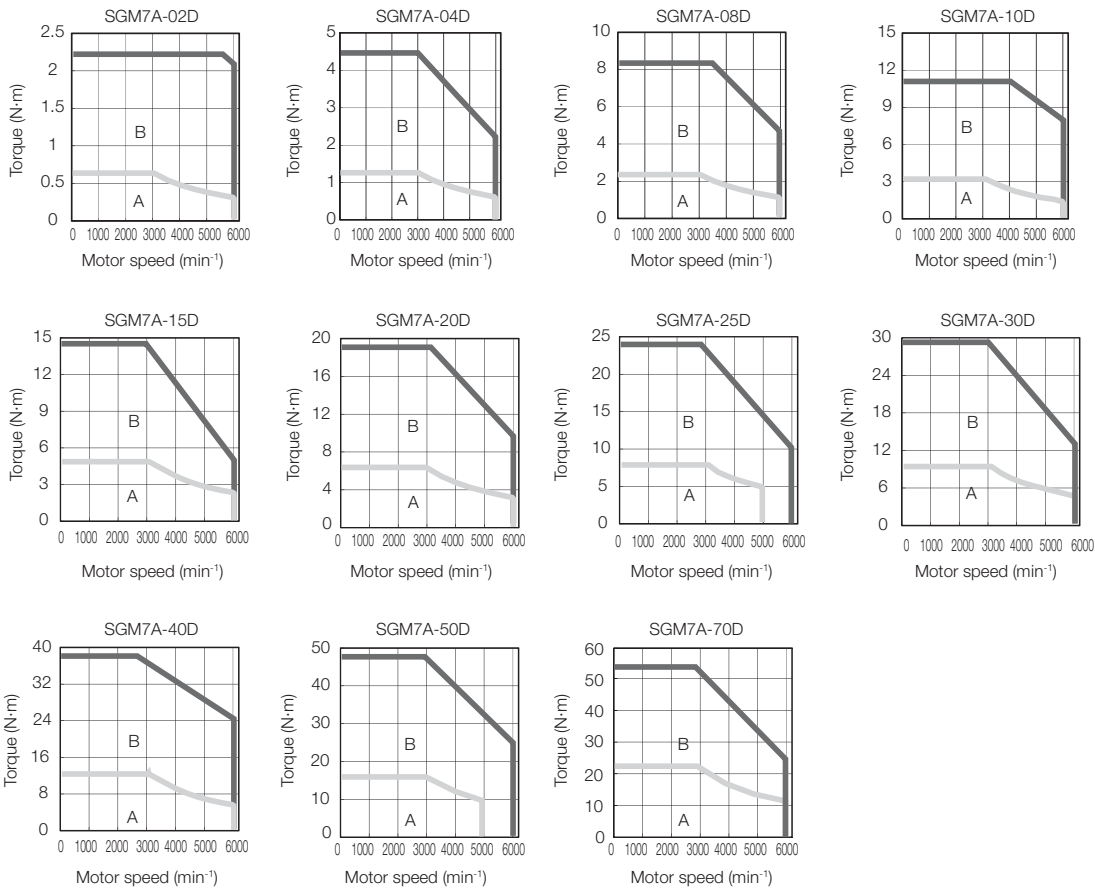 SGM7A-02D
Torque (N·m)
2.5
2
1.5
1
0.5
0
B
A
0 1000 2000 3000 4000 5000 6000
Motor speed (min-1)
SGM7A-04D
Torque (N·m)
5
4
3
2
1
0
B
A
0 1000 2000 3000 4000 5000 6000
Motor speed (min-1)
SGM7A-08D
Torque (N·m)
10
8
6
4
2
0
B
A
0 1000 2000 3000 4000 5000 6000
Motor speed (min-1)
SGM7A-10D
Torque (N·m)
15
12
9
6
3
0
B
A
0 1000 2000 3000 4000 5000 6000
Motor speed (min-1)
SGM7A-15D
Torque (N·m)
15
12
9
6
3
0
B
A
0 1000 2000 3000 4000 5000 6000
Motor speed (min-1)
SGM7A-20D
Torque (N·m)
20
16
12
8
4
0
B
A
0 1000 2000 3000 4000 5000 6000
Motor speed (min-1)
SGM7A-25D
Torque (N·m)
25
20
15
10
5
0
B
A
0 1000 2000 3000 4000 5000 6000
Motor speed (min-1)
SGM7A-30D
Torque (N·m)
30
24
18
12
6
0
B
A
0 1000 2000 3000 4000 5000 6000
Motor speed (min-1)
SGM7A-40D
Torque (N·m)
40
32
24
16
8
0
B
A
0 1000 2000 3000 4000 5000 6000
Motor speed (min-1)
SGM7A-50D
Torque (N·m)
50
40
30
20
10
0
B
A
0 1000 2000 3000 4000 5000 6000
Motor speed (min-1)
SGM7A-70D
Torque (N·m)
60
50
40
30
20
10
0
B
A
0 1000 2000 3000 4000 5000 6000
Motor speed (min-1)